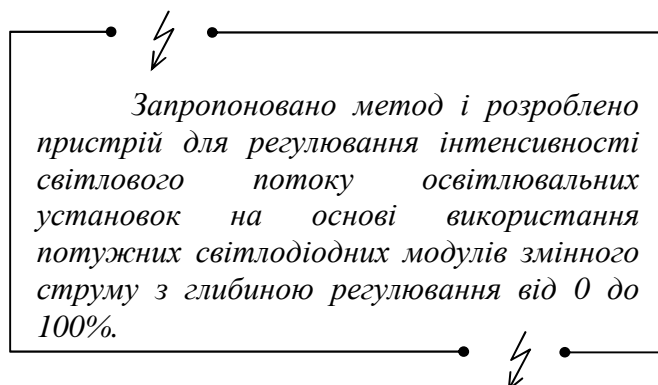 Запропоновано метод і розроблено
пристрій для регулювання інтенсивності
світлового потоку освітлювальних
установок на основі використання
потужних світлодіодних модулів змінного
струму з глибиною регулювання від 0 до
100%.